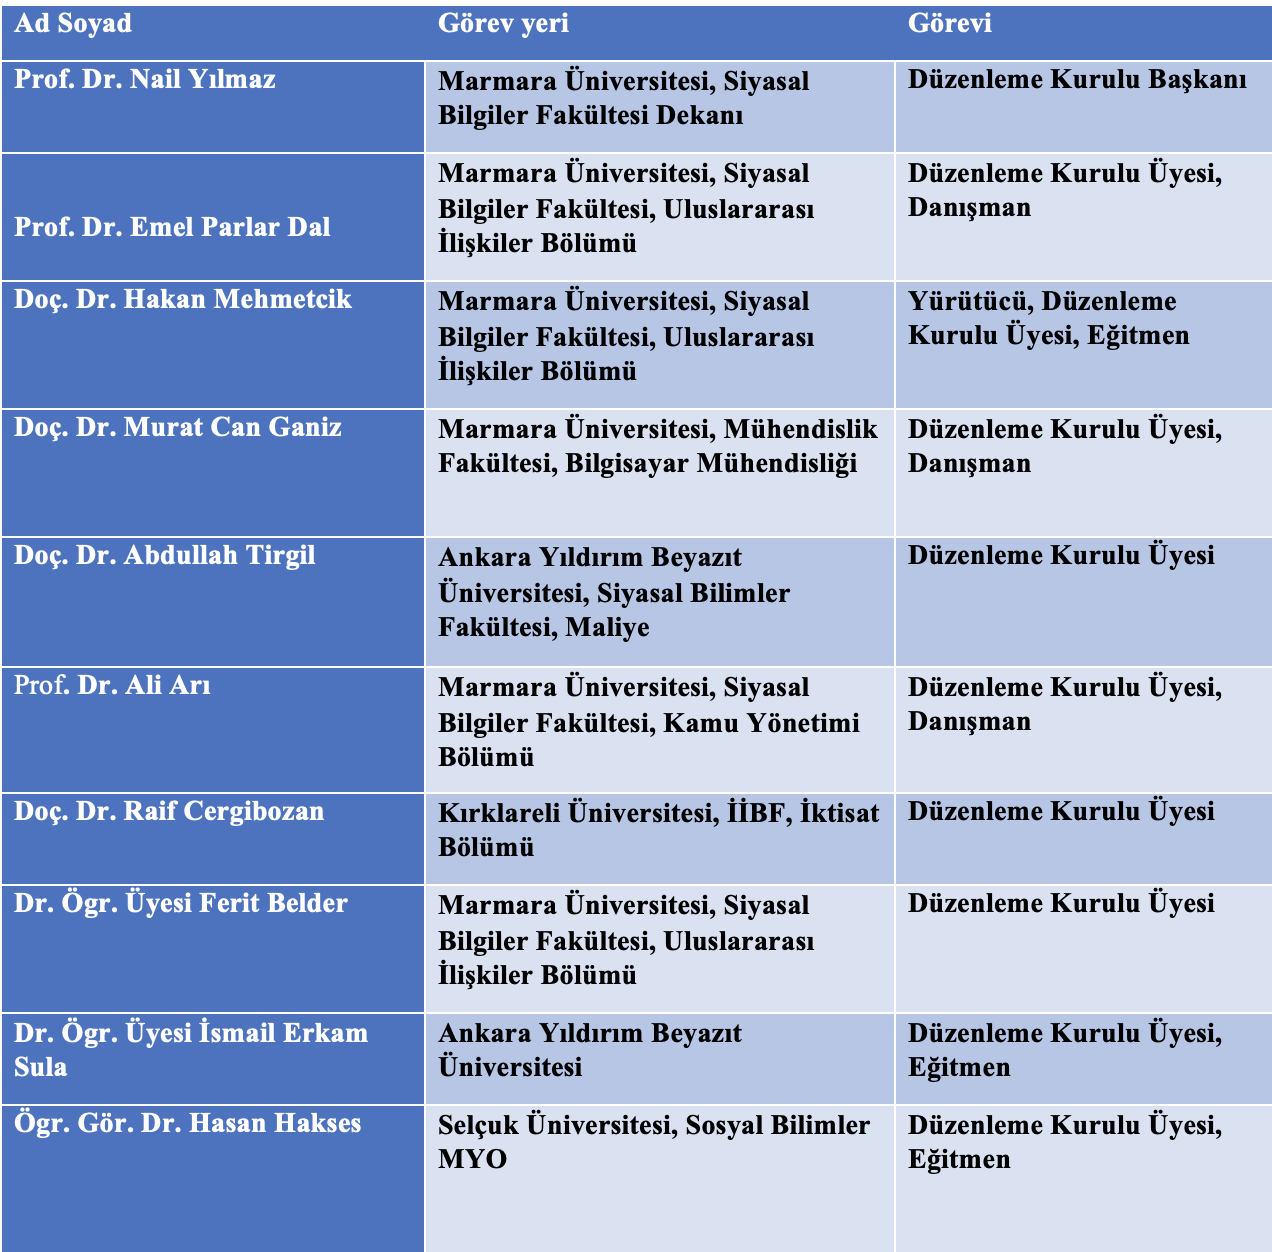 Ad Soyad
Görev yeri
Görevi
Prof. Dr. Nail Yılmaz
Marmara Üniversitesi, Siyasal
Bilgiler Fakültesi Dekanı
Düzenleme Kurulu Başkanı
Prof. Dr. Emel Parlar Dal
Marmara Üniversitesi, Siyasal
Bilgiler Fakültesi, Uluslararası
İlişkiler Bölümü
Düzenleme Kurulu Üyesi,
Danışman
Doç. Dr. Hakan Mehmetcik
Marmara Üniversitesi, Siyasal
Bilgiler Fakültesi, Uluslararası
İlişkiler Bölümü
Yürütücü, Düzenleme
Kurulu Üyesi, Eğitmen
Doç. Dr. Murat Can Ganiz
Marmara Üniversitesi, Mühendislik
Fakültesi, Bilgisayar Mühendisliği
Düzenleme Kurulu Üyesi,
Danışman
Doç. Dr. Abdullah Tirgil
Ankara Yıldırım Beyazıt
Üniversitesi, Siyasal Bilimler
Fakültesi, Maliye
Düzenleme Kurulu Üyesi
Prof. Dr. Ali Arı
Marmara Üniversitesi, Siyasal
Bilgiler Fakültesi, Kamu Yönetimi
Bölümü
Düzenleme Kurulu Üyesi,
Danışman
Doç. Dr. Raif Cergibozan
Kırklareli Üniversitesi, İİBF, İktisat
Bölümü
Düzenleme Kurulu Üyesi
Dr. Ögr. Üyesi Ferit Belder
Marmara Üniversitesi, Siyasal
Bilgiler Fakültesi, Uluslararası
İlişkiler Bölümü
Düzenleme Kurulu Üyesi
Dr. Ögr. Üyesi İsmail Erkam
Sula
Ankara Yıldırım Beyazıt
Üniversitesi
Düzenleme Kurulu Üyesi,
Eğitmen
Ögr. Gör. Dr. Hasan Hakses
Selçuk Üniversitesi, Sosyal Bilimler
MYO
Düzenleme Kurulu Üyesi,
Eğitmen